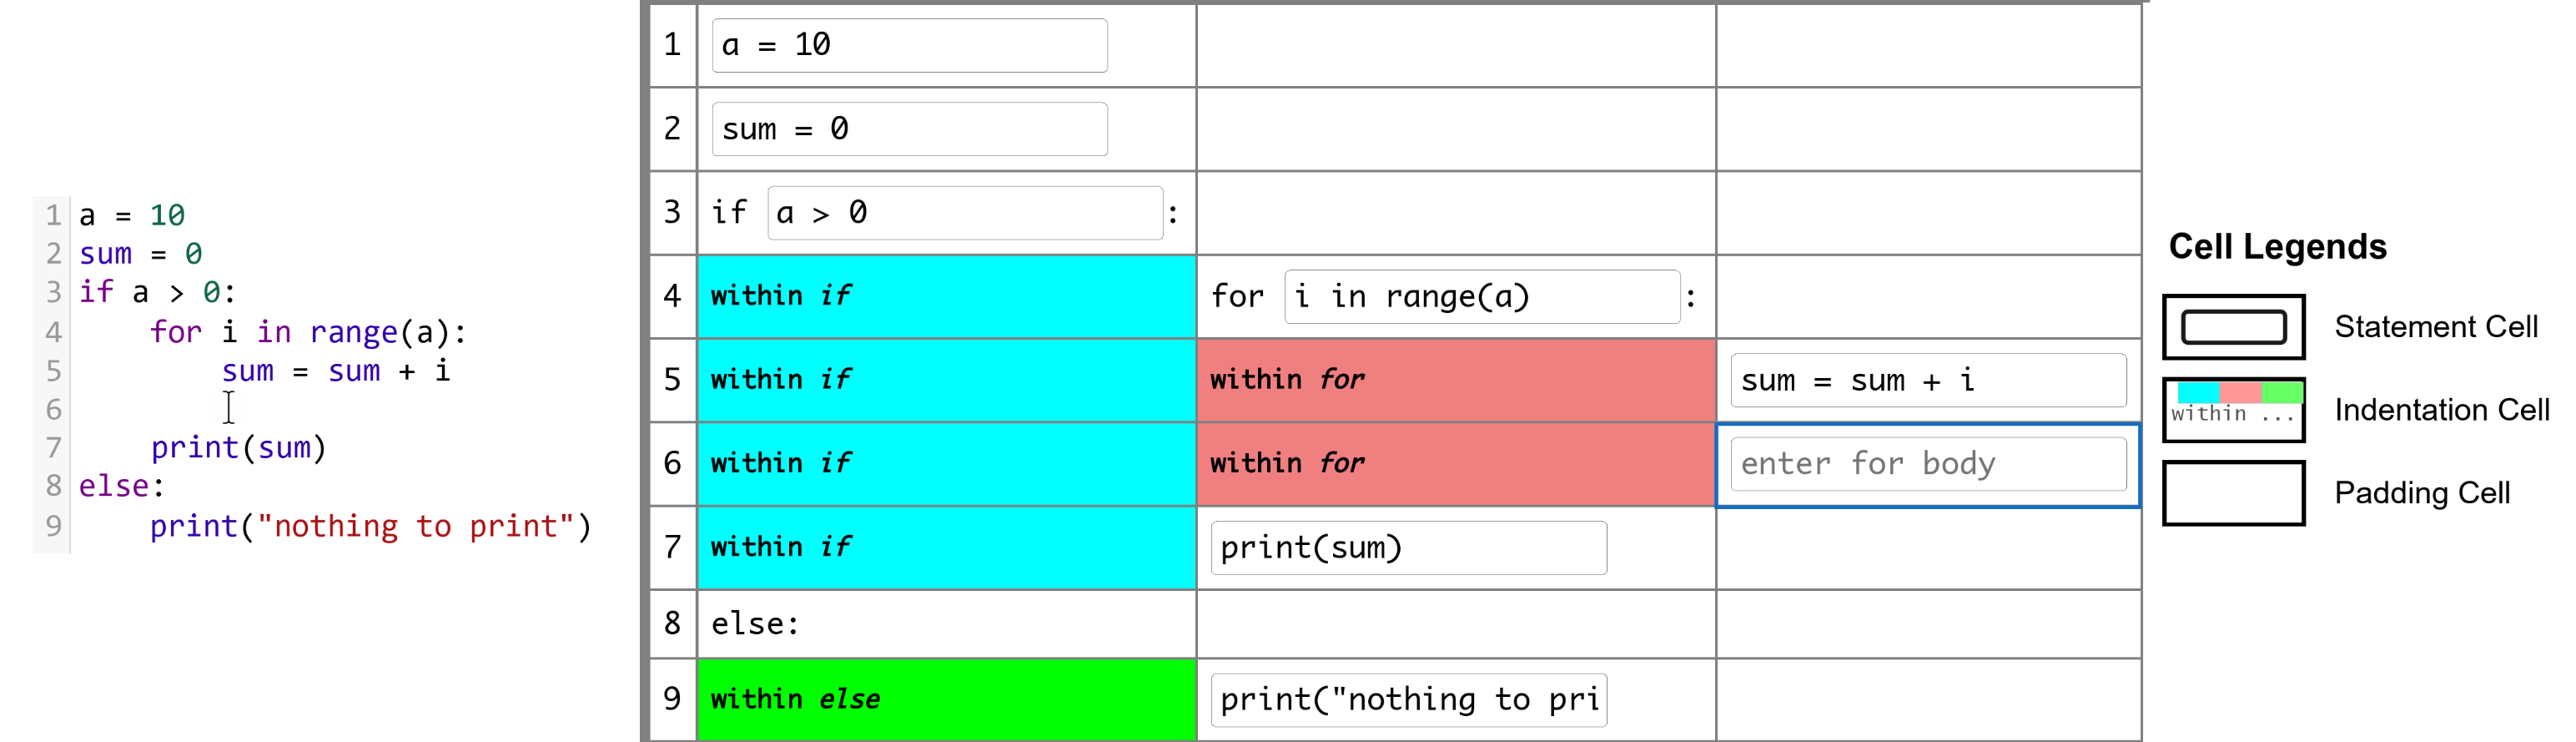 1 a = 10
2 sum = 0
3 if a > 0:
4     for i in range(a):
5         sum = sum + i
6
7     print(sum)
8 else:
9     print("nothing to print")
1 a = 10
2 sum = 0
3 if a > 0 :
4 within if for i in range(a) :
5 within if within for sum = sum + i
6 within if within for enter for body
7 within if print(sum)
8 else:
9 within else print("nothing to pri
Cell Legends
Statement Cell
within ... Indentation Cell
Padding Cell